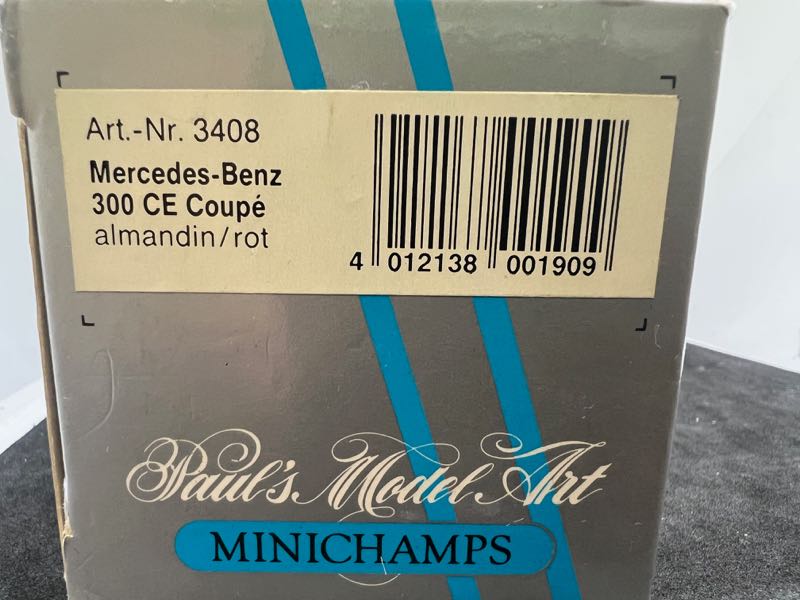 Art.-Nr. 3408
Mercedes-Benz
300 CE Coupé
almandin/rot
4 012138 001909
Paul's Model Art
MINICHAMPS